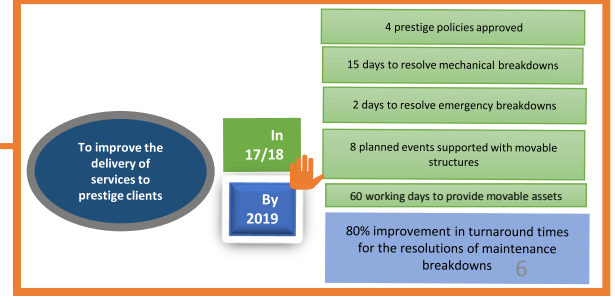 To improve the
delivery of
services to
prestige clients
In
17/18
By
2019
4 prestige policies approved
15 days to resolve mechanical breakdowns
2 days to resolve emergency breakdowns
8 planned events supported with movable
structures
60 working days to provide movable assets
80% improvement in turnaround times
for the resolutions of maintenance
breakdowns
6